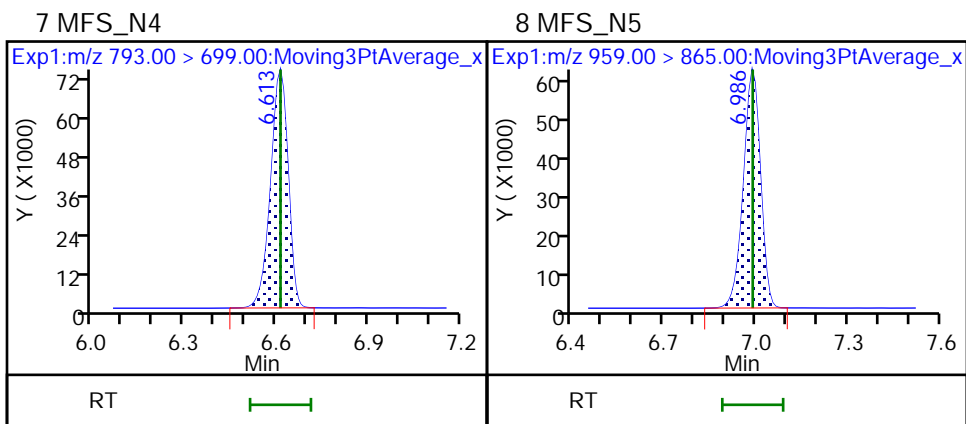 7 MFS_N4
Exp1:m/z 793.00 > 699.00:Moving3PtAverage_x
6.613
Y ( X1000)
72
60
48
36
24
12
0
6.0 6.3 6.6 6.9 7.2
Min
RT
8 MFS_N5
Exp1:m/z 959.00 > 865.00:Moving3PtAverage_x
6.986
Y ( X1000)
60
50
40
30
20
10
0
6.4 6.7 7.0 7.3 7.6
Min
RT